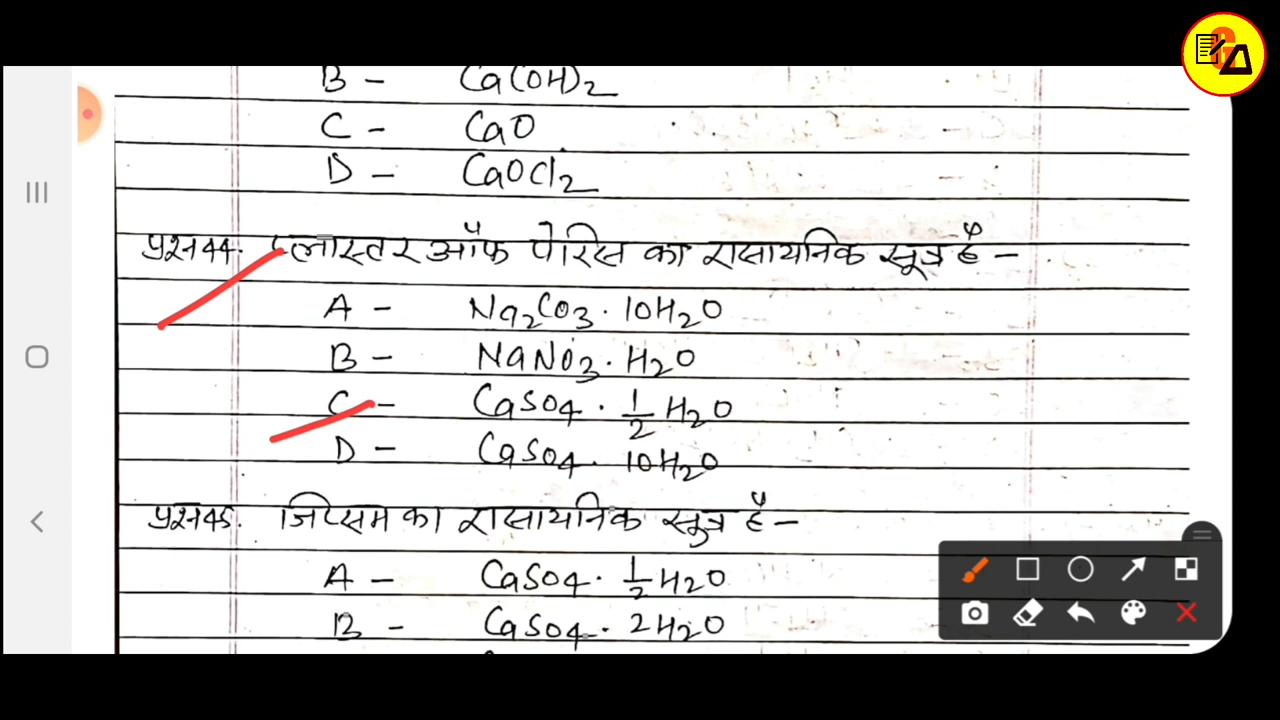 B - Ca(OH)2
C - CaO
D - CaOCl2
प्रश्न44. प्लास्टर ऑफ पेरिस का रासायनिक सूत्र है -
A - Na2CO3 . 10H2O
B - NaNO3 . H2O
C - CaSO4 . 1/2 H2O
D - CaSO4 . 10H2O
प्रश्न45. जिप्सम का रासायनिक सूत्र है -
A - CaSO4 . 1/2 H2O
B - CaSO4 . 2H2O